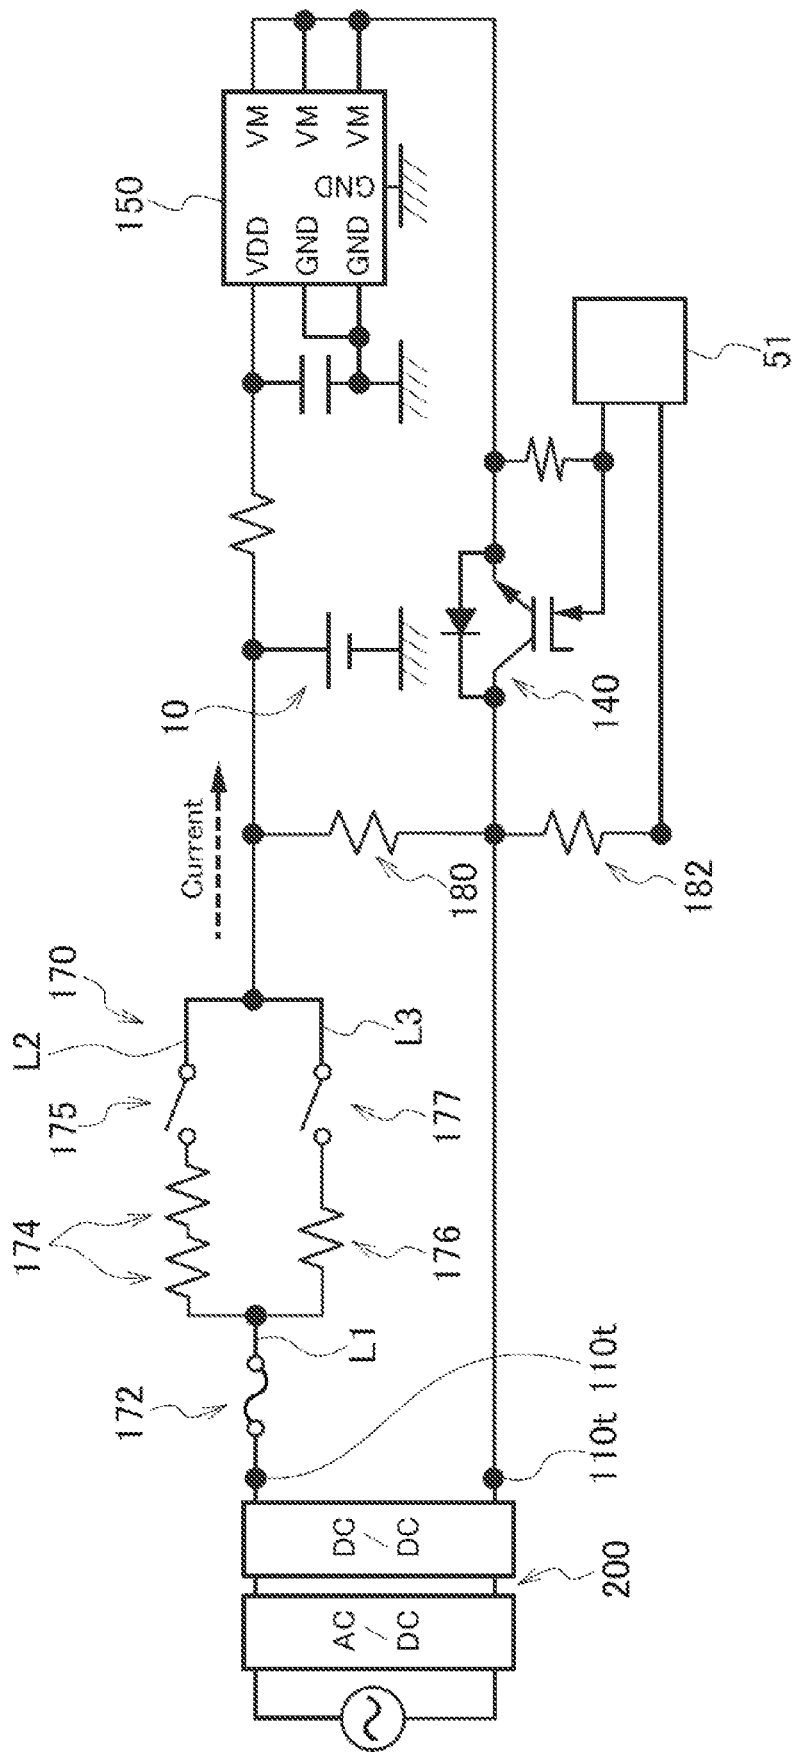 150
VDD
GND
GND
GND
VM
VM
VM
51
10
140
Current
180
182
170
L2
L3
175
177
174
176
L1
172
110t
110t
DC
DC
AC
DC
200